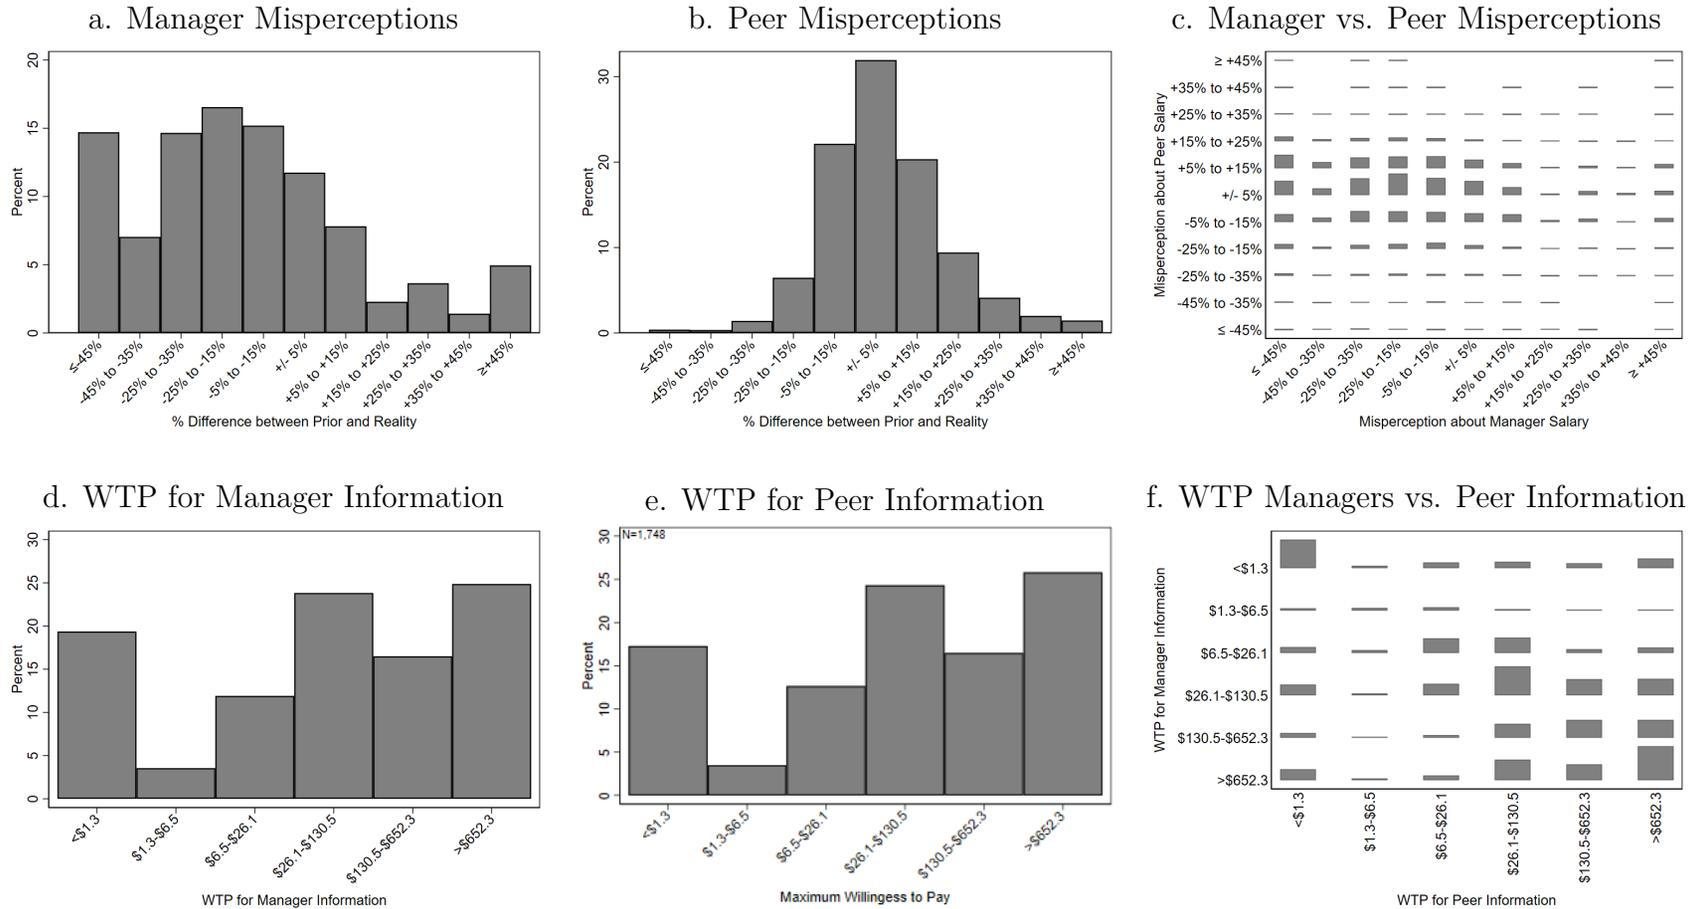 a. Manager Misperceptions
20
15
10
5
0
Percent
≤-45%
-45% to -35%
-25% to -35%
-25% to -15%
-5% to -15%
+/- 5%
+5% to +15%
+15% to +25%
+25% to +35%
+35% to +45%
≥+45%
% Difference between Prior and Reality
b. Peer Misperceptions
30
20
10
0
Percent
≤-45%
-45% to -35%
-25% to -35%
-25% to -15%
-5% to -15%
+/- 5%
+5% to +15%
+15% to +25%
+25% to +35%
+35% to +45%
≥+45%
% Difference between Prior and Reality
c. Manager vs. Peer Misperceptions
Misperception about Peer Salary
≥ +45%
+35% to +45%
+25% to +35%
+15% to +25%
+5% to +15%
+/- 5%
-5% to -15%
-25% to -15%
-25% to -35%
-45% to -35%
≤ -45%
≤ -45%
-45% to -35%
-25% to -35%
-25% to -15%
-5% to -15%
+/- 5%
+5% to +15%
+15% to +25%
+25% to +35%
+35% to +45%
≥ +45%
Misperception about Manager Salary
d. WTP for Manager Information
30
25
20
15
10
5
0
Percent
<$1.3
$1.3-$6.5
$6.5-$26.1
$26.1-$130.5
$130.5-$652.3
>$652.3
WTP for Manager Information
e. WTP for Peer Information
N=1,748
30
25
20
15
10
5
0
Percent
<$1.3
$1.3-$6.5
$6.5-$26.1
$26.1-$130.5
$130.5-$652.3
>$652.3
Maximum Willingess to Pay
f. WTP Managers vs. Peer Information
WTP for Manager Information
<$1.3
$1.3-$6.5
$6.5-$26.1
$26.1-$130.5
$130.5-$652.3
>$652.3
<$1.3
$1.3-$6.5
$6.5-$26.1
$26.1-$130.5
$130.5-$652.3
>$652.3
WTP for Peer Information